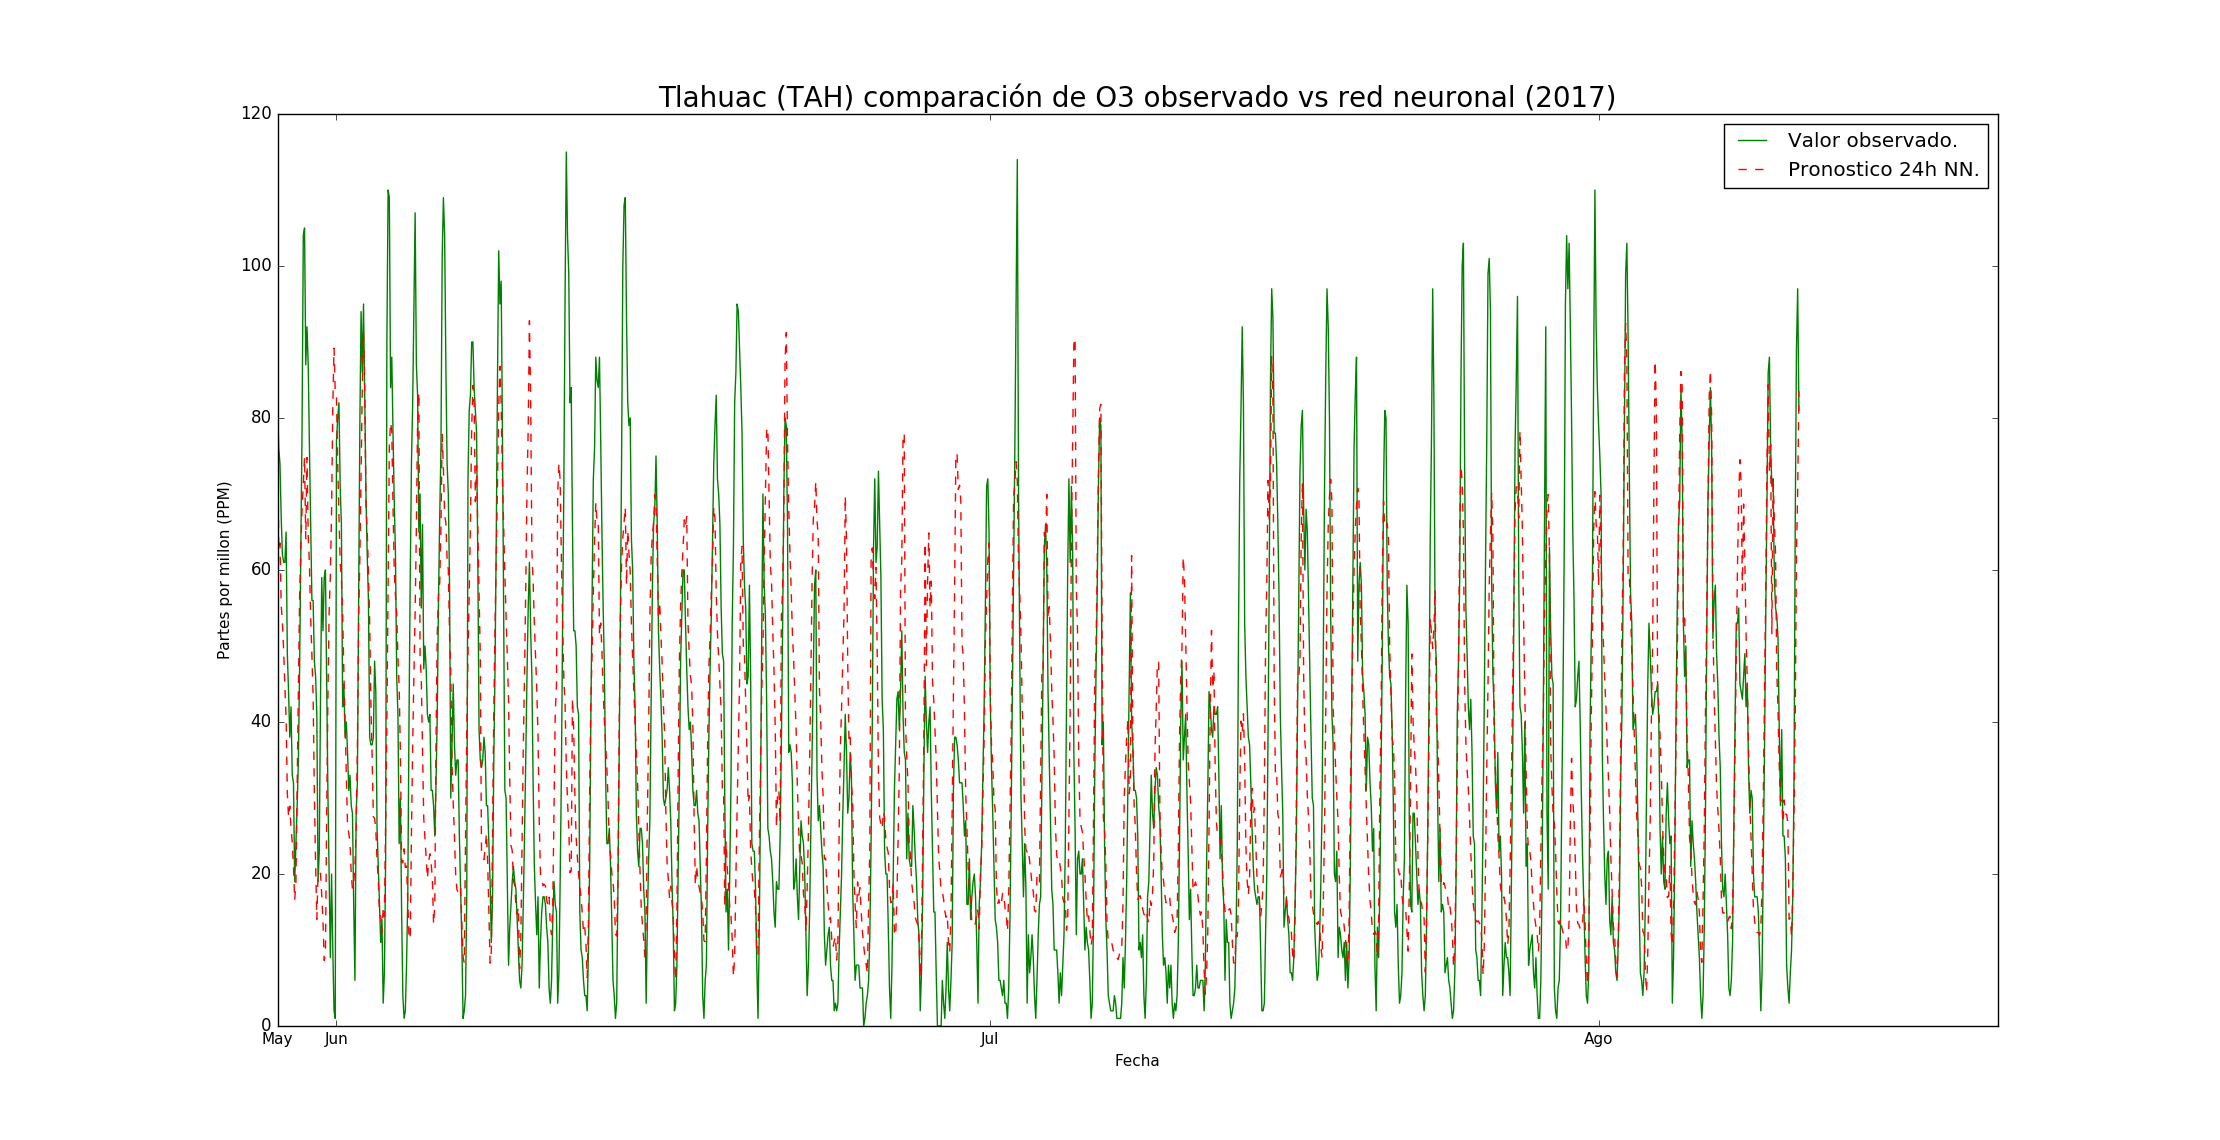 Tlahuac (TAH) comparación de O3 observado vs red neuronal (2017)
Valor observado.
Pronostico 24h NN.
Partes por millon (PPM)
120
100
80
60
40
20
0
May Jun Jul Ago
Fecha